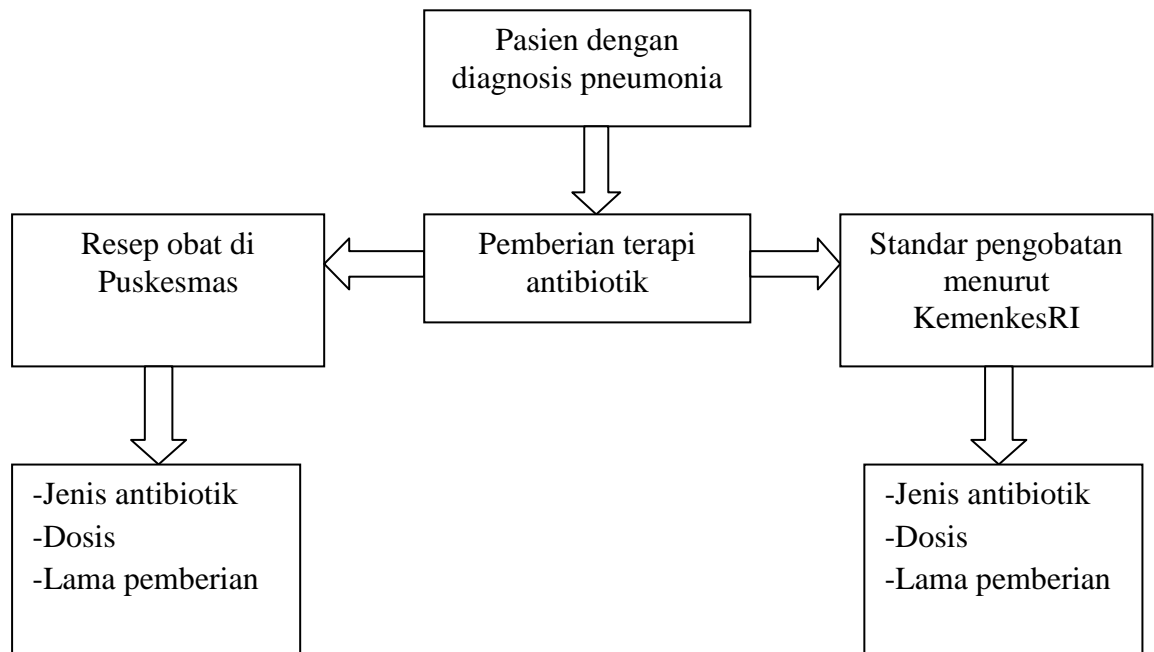 Pasien dengan
diagnosis pneumonia
Resep obat di
Puskesmas
Pemberian terapi
antibiotik
Standar pengobatan
menurut
KemenkesRI
-Jenis antibiotik
-Dosis
-Lama pemberian
-Jenis antibiotik
-Dosis
-Lama pemberian